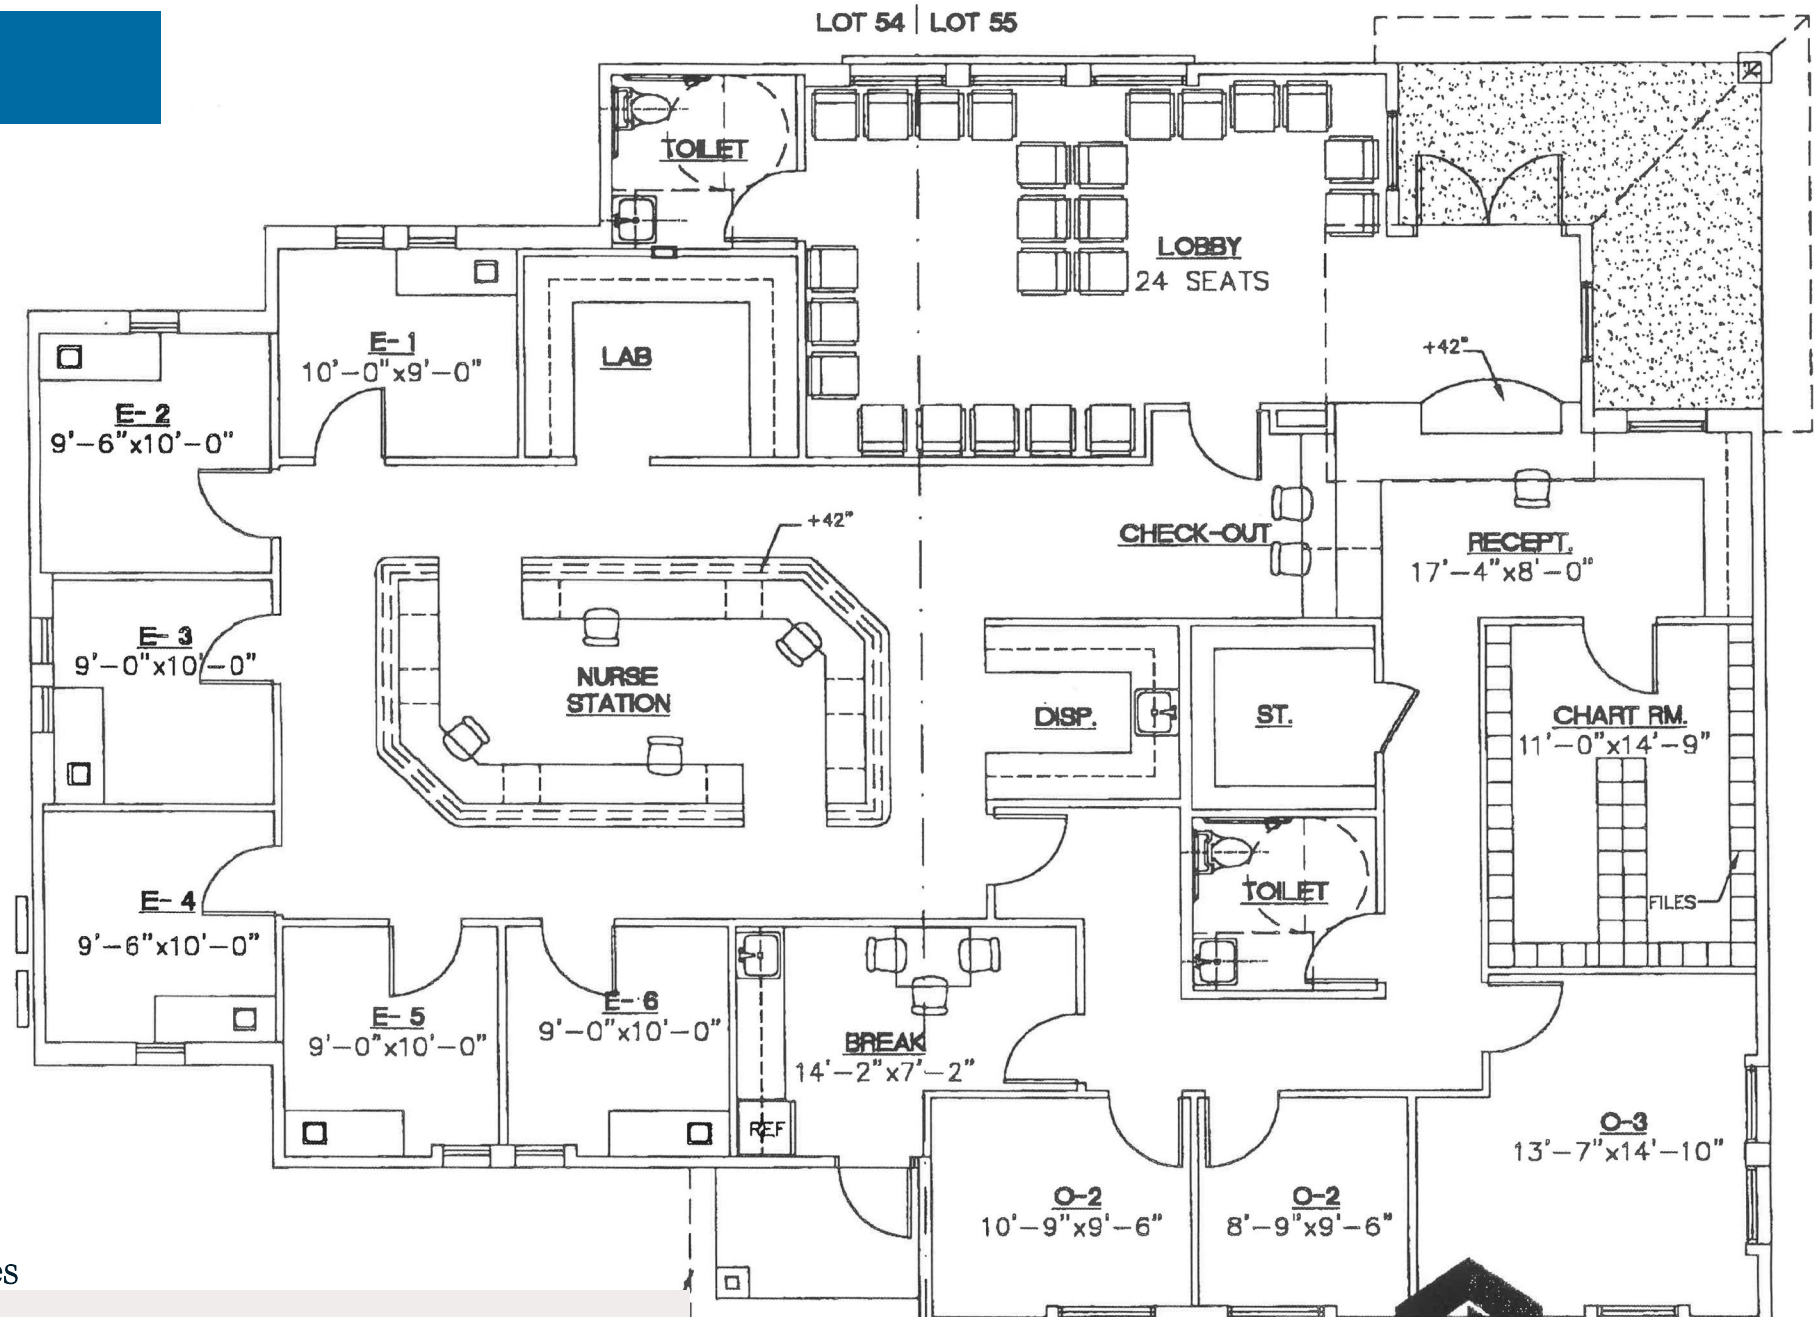 LOT 54 LOT 55
TOILET
LOBBY
24 SEATS
E-1
10'-0"x9'-0"
LAB
+42"
E-2
9'-6"x10'-0"
+42"
CHECK-OUT
RECEPT.
17'-4"x8'-0"
E-3
9'-0"x10'-0"
NURSE
STATION
DISP.
ST.
CHART RM.
11'-0"x14'-9"
TOILET
FILES
E-4
9'-6"x10'-0"
E-5
9'-0"x10'-0"
E-6
9'-0"x10'-0"
BREAK
14'-2"x7'-2"
REF
O-3
13'-7"x14'-10"
O-2
10'-9"x9'-6"
O-2
8'-9"x9'-6"